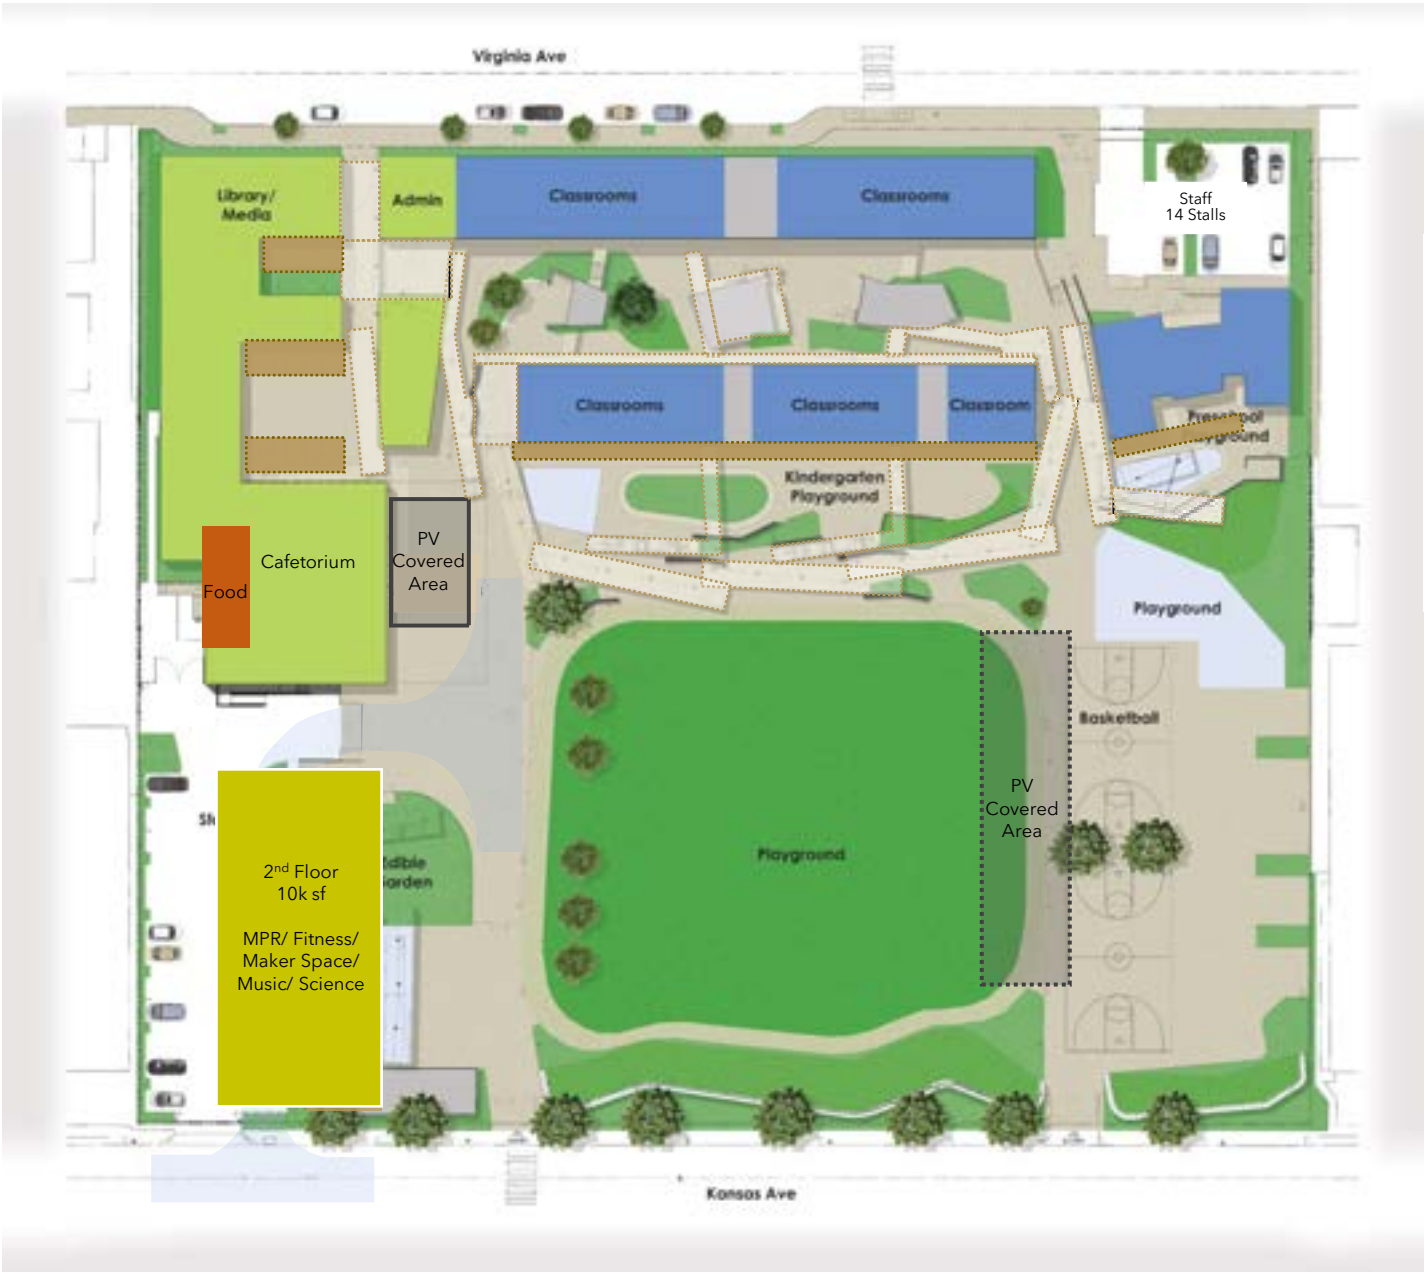 Virginia Ave
Library/
Media
Admin
Classrooms
Classrooms
Staff
14 Stalls
Classrooms
Classrooms
Classroom
Kindergarten
Playground
PV
Covered
Area
Cafetorium
Food
Playground
Basketball
PV
Covered
Area
Playground
2nd Floor
10k sf
MPR/ Fitness/
Maker Space/
Music/ Science
Kansas Ave